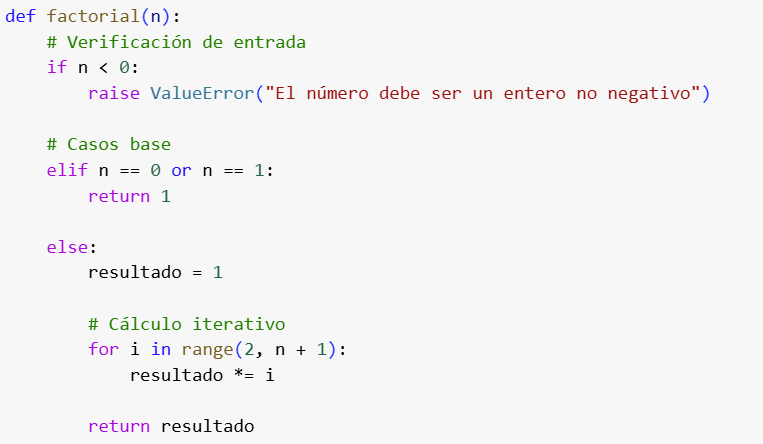 def factorial(n):
    # Verificación de entrada
    if n < 0:
        raise ValueError("El número debe ser un entero no negativo")

    # Casos base
    elif n == 0 or n == 1:
        return 1

    else:
        resultado = 1

        # Cálculo iterativo
        for i in range(2, n + 1):
            resultado *= i

        return resultado